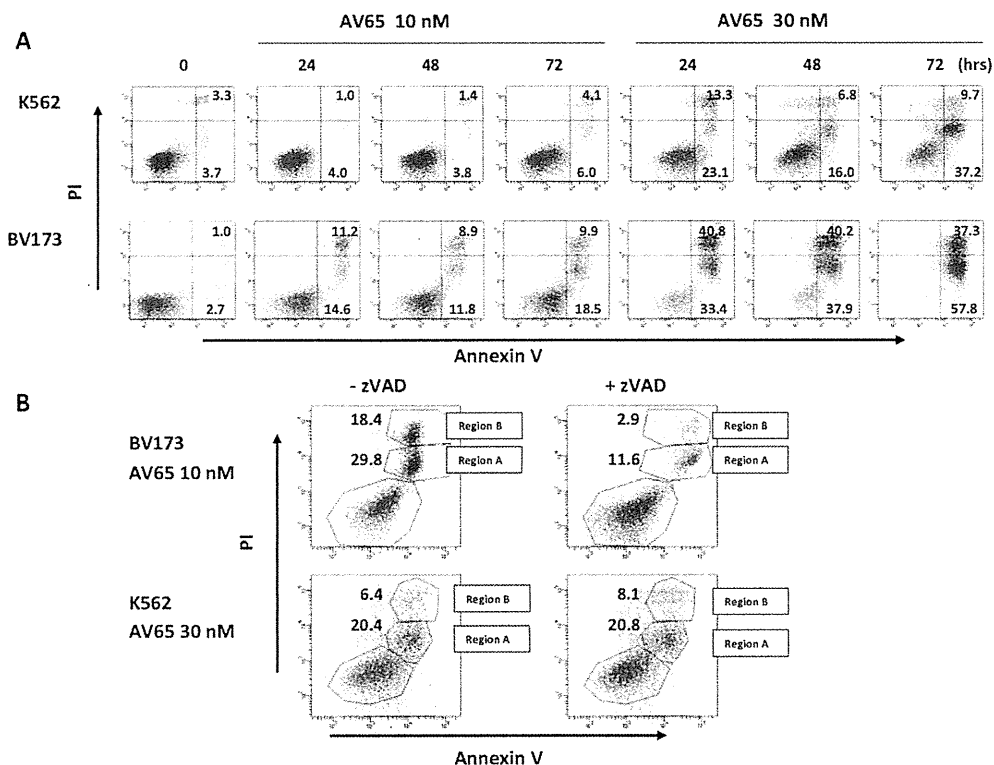 AV65 10 nM AV65 30 nM
A
0 24 48 72 24 48 72 (hrs)
K562
3.3 1.0 1.4 4.1 13.3 6.8 9.7
3.7 4.0 3.8 6.0 23.1 16.0 37.2
PI
BV173
1.0 11.2 8.9 9.9 40.8 40.2 37.3
2.7 14.6 11.8 18.5 33.4 37.9 57.8
Annexin V
- zVAD + zVAD
B
18.4 Region B 2.9 Region B
BV173
29.8 Region A 11.6 Region A
AV65 10 nM
PI
6.4 Region B 8.1 Region B
K562
20.4 Region A 20.8 Region A
AV65 30 nM
Annexin V